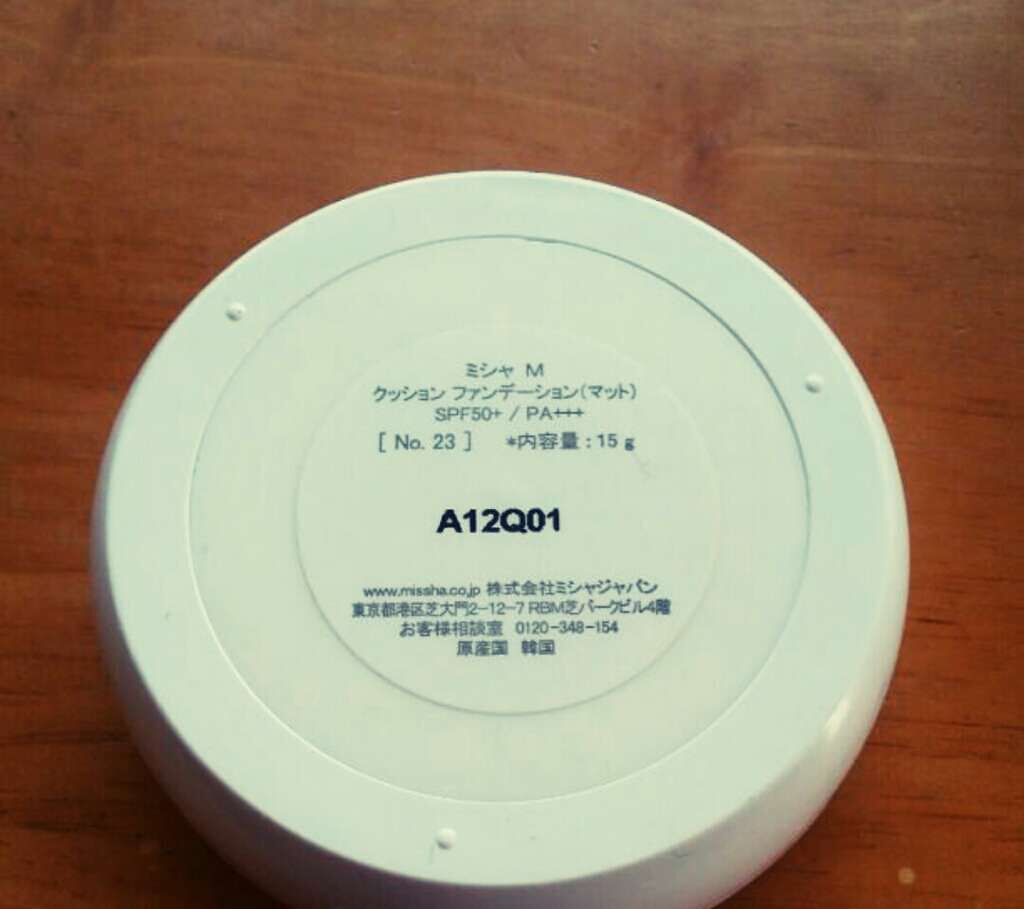 ミシャ M
クッション ファンデーション(マット)
SPF50+ / PA+++
[ No. 23 ] *内容量 : 15 g
A12Q01
www.missha.co.jp 株式会社ミシャジャパン
東京都港区芝大門2-12-7 RBM芝パークビル4階
お客様相談室 0120-348-154
原産国 韓国